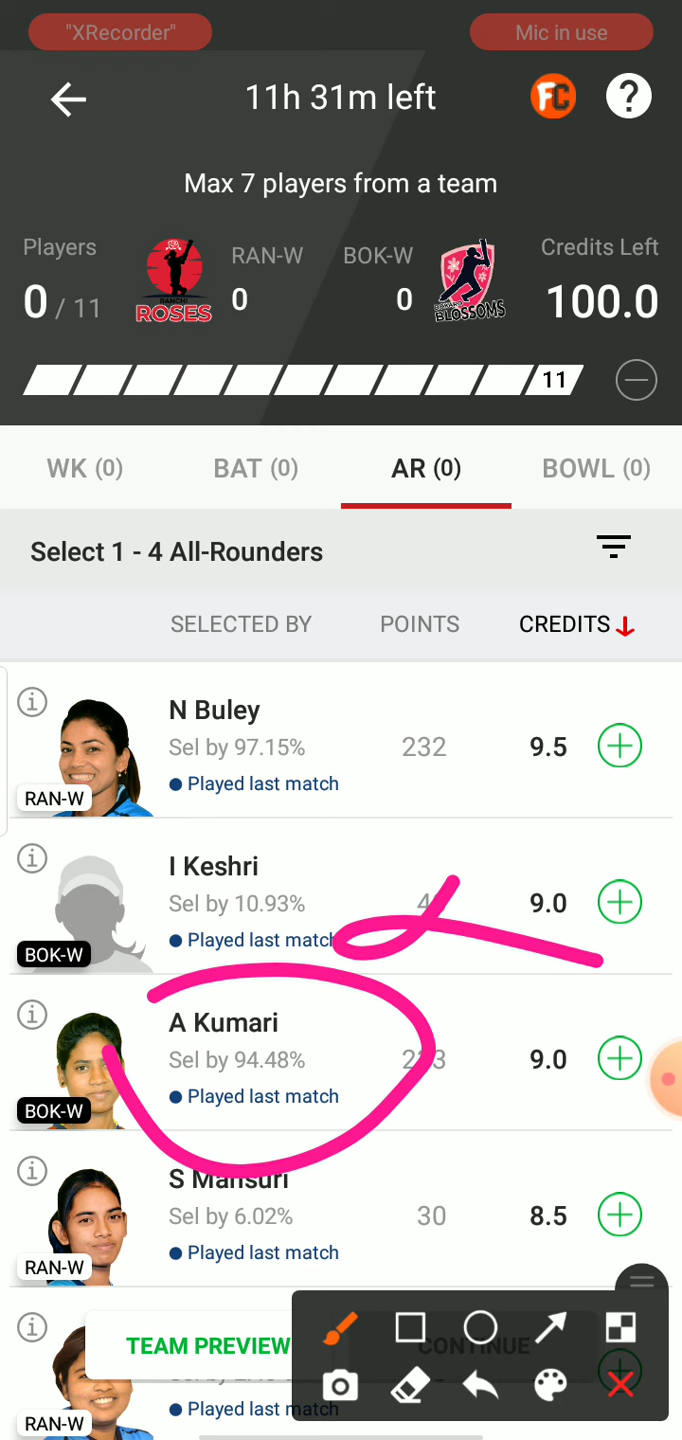 "XRecorder"
Mic in use
11h 31m left
FC
?
Max 7 players from a team
Players
RAN-W
BOK-W
Credits Left
0 / 11
RANCHI
ROSES
0
0
BLOSSOMS
100.0
11
WK (0)
BAT (0)
AR (0)
BOWL (0)
Select 1 - 4 All-Rounders
SELECTED BY
POINTS
CREDITS
N Buley
Sel by 97.15%
232
9.5
Played last match
RAN-W
I Keshri
Sel by 10.93%
9.0
Played last match
BOK-W
A Kumari
Sel by 94.48%
9.0
Played last match
BOK-W
S Mansuri
Sel by 6.02%
30
8.5
Played last match
RAN-W
TEAM PREVIEW
CONTINUE
Played last match
RAN-W